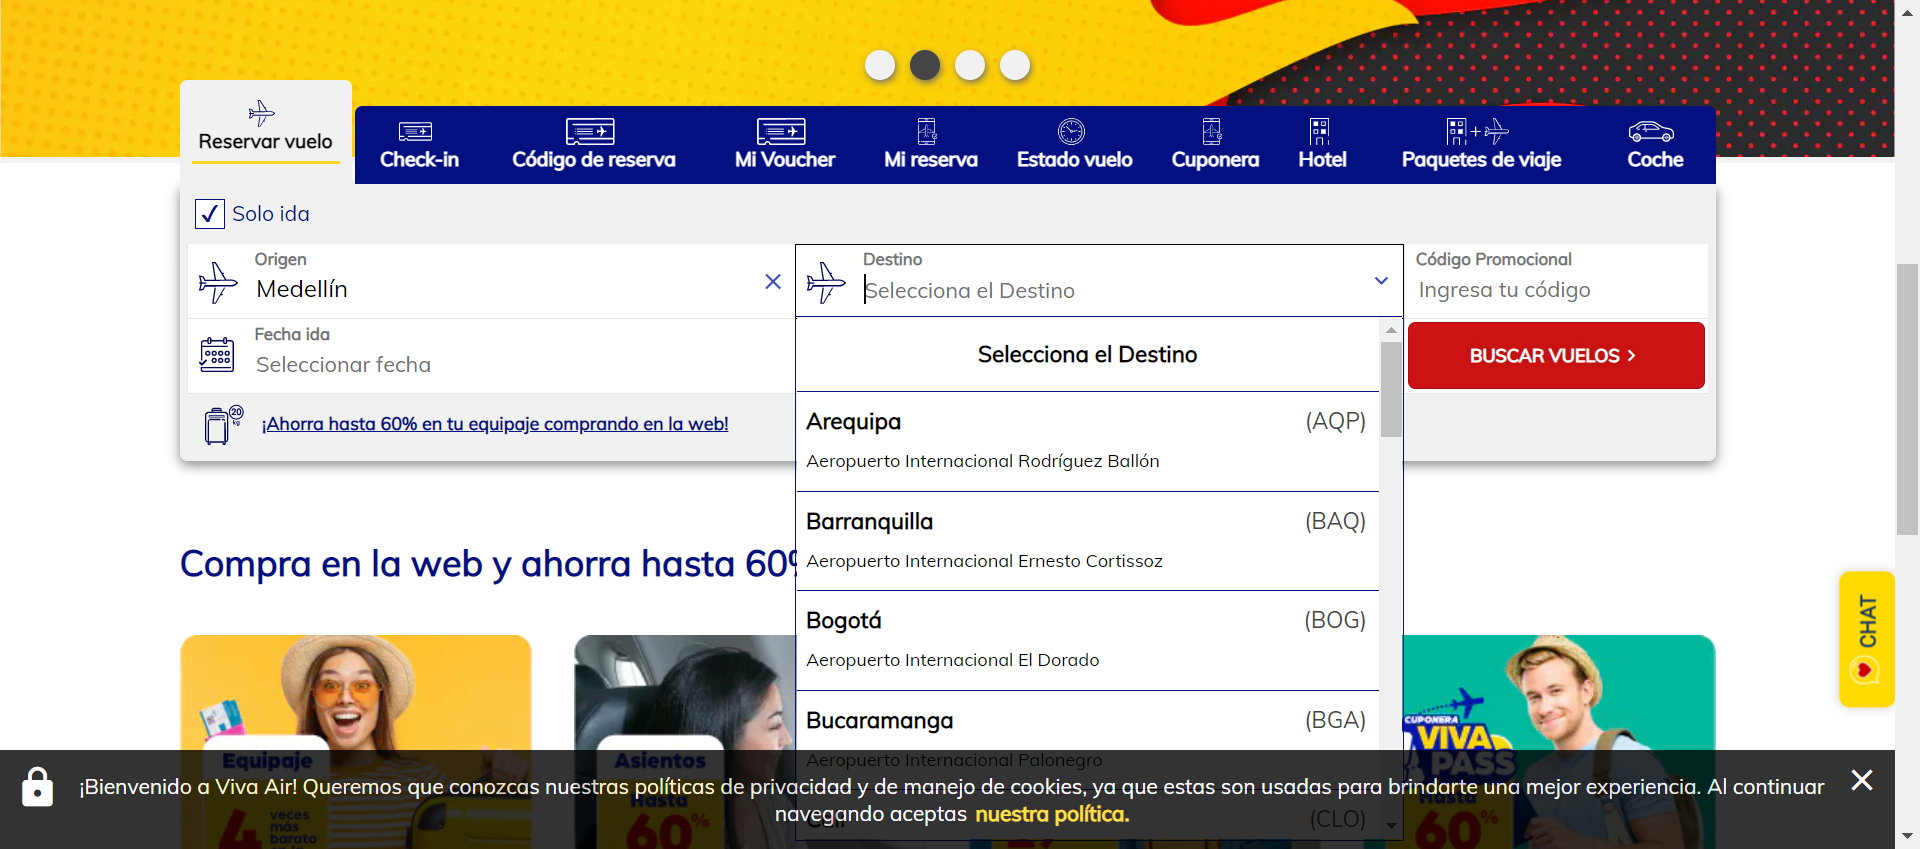 Reservar vuelo
Check-in
Código de reserva
Mi Voucher
Mi reserva
Estado vuelo
Cuponera
Hotel
Paquetes de viaje
Coche
Solo ida
Origen
Medellín
Destino
Selecciona el Destino
Código Promocional
Ingresa tu código
Fecha ida
Seleccionar fecha
BUSCAR VUELOS
20
kg
¡Ahorra hasta 60% en tu equipaje comprando en la web!
Selecciona el Destino
Arequipa (AQP)
Aeropuerto Internacional Rodríguez Ballón
Barranquilla (BAQ)
Aeropuerto Internacional Ernesto Cortissoz
Bogotá (BOG)
Aeropuerto Internacional El Dorado
Bucaramanga (BGA)
Aeropuerto Internacional Palonegro
(CLO)
Compra en la web y ahorra hasta 60%
CHAT
Equipaje
4 veces
más
barato
Asientos
Hasta
60%
CUPONERA
VIVA
PASS
Hasta
60%
¡Bienvenido a Viva Air! Queremos que conozcas nuestras políticas de privacidad y de manejo de cookies, ya que estas son usadas para brindarte una mejor experiencia. Al continuar
navegando aceptas nuestra política.